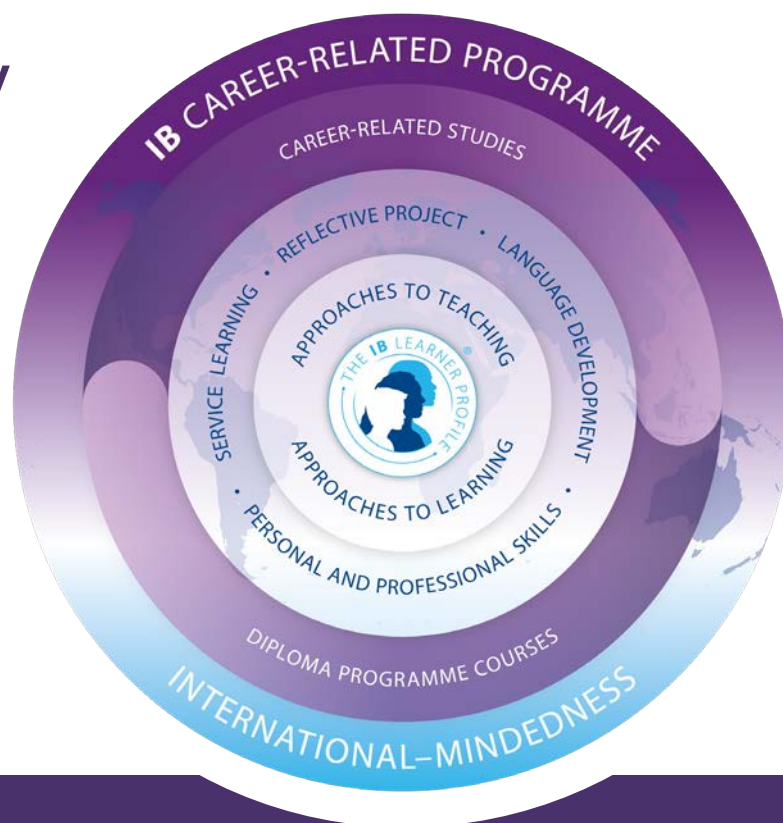 IB CAREER-RELATED PROGRAMME
CAREER-RELATED STUDIES
SERVICE LEARNING • REFLECTIVE PROJECT • LANGUAGE DEVELOPMENT •
APPROACHES TO TEACHING
THE IB LEARNER PROFILE ®
APPROACHES TO LEARNING
• PERSONAL AND PROFESSIONAL SKILLS
DIPLOMA PROGRAMME COURSES
INTERNATIONAL–MINDEDNESS